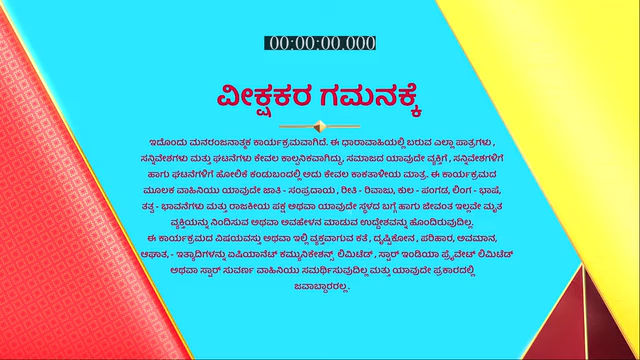 00:00:00.000
ವೀಕ್ಷಕರ ಗಮನಕ್ಕೆ
ಇದೊಂದು ಮನರಂಜನಾತ್ಮಕ ಕಾರ್ಯಕ್ರಮವಾಗಿದೆ. ಈ ಧಾರಾವಾಹಿಯಲ್ಲಿ ಬರುವ ಎಲ್ಲಾ ಪಾತ್ರಗಳು ,
ಸನ್ನಿವೇಶಗಳು ಮತ್ತು ಘಟನೆಗಳು ಕೇವಲ ಕಾಲ್ಪನಿಕವಾಗಿದ್ದು, ಸಮಾಜದ ಯಾವುದೇ ವ್ಯಕ್ತಿಗೆ , ಸನ್ನಿವೇಶಗಳಿಗೆ
ಹಾಗು ಘಟನೆಗಳಿಗೆ ಹೋಲಿಕೆ ಕಂಡುಬಂದಲ್ಲಿ ಅದು ಕೇವಲ ಕಾಕತಾಳೀಯ ಮಾತ್ರ. ಈ ಕಾರ್ಯಕ್ರಮದ
ಮೂಲಕ ವಾಹಿನಿಯು ಯಾವುದೇ ಜಾತಿ - ಸಂಪ್ರದಾಯ , ರೀತಿ - ರಿವಾಜು, ಕುಲ - ಪಂಗಡ, ಲಿಂಗ - ಭಾಷೆ,
ತತ್ವ - ಭಾವನೆಗಳು ಮತ್ತು ರಾಜಕೀಯ ಪಕ್ಷ ಅಥವಾ ಯಾವುದೇ ಸ್ಥಳದ ಬಗ್ಗೆ ಹಾಗು ಜೀವಂತ ಇಲ್ಲವೇ ಮೃತ
ವ್ಯಕ್ತಿಯನ್ನು ನಿಂದಿಸುವ ಅಥವಾ ಅವಹೇಳನ ಮಾಡುವ ಉದ್ದೇಶವನ್ನು ಹೊಂದಿರುವುದಿಲ್ಲ.
ಈ ಕಾರ್ಯಕ್ರಮದ ವಿಷಯವಸ್ತು ಅಥವಾ ಇಲ್ಲಿ ವ್ಯಕ್ತವಾಗುವ ಕತೆ , ದೃಷ್ಟಿಕೋನ , ಪರಿಹಾರ, ಅವಮಾನ,
ಆಘಾತ, - ಇತ್ಯಾದಿಗಳನ್ನು ಏಷಿಯಾನೆಟ್ ಕಮ್ಯುನಿಕೇಶನ್ಸ್ ಲಿಮಿಟೆಡ್ , ಸ್ಟಾರ್ ಇಂಡಿಯಾ ಪ್ರೈವೇಟ್ ಲಿಮಿಟೆಡ್
ಅಥವಾ ಸ್ಟಾರ್ ಸುವರ್ಣ ವಾಹಿನಿಯು ಸಮರ್ಥಿಸುವುದಿಲ್ಲ ಮತ್ತು ಯಾವುದೇ ಪ್ರಕಾರದಲ್ಲಿ
ಜವಾಬ್ದಾರರಲ್ಲ.